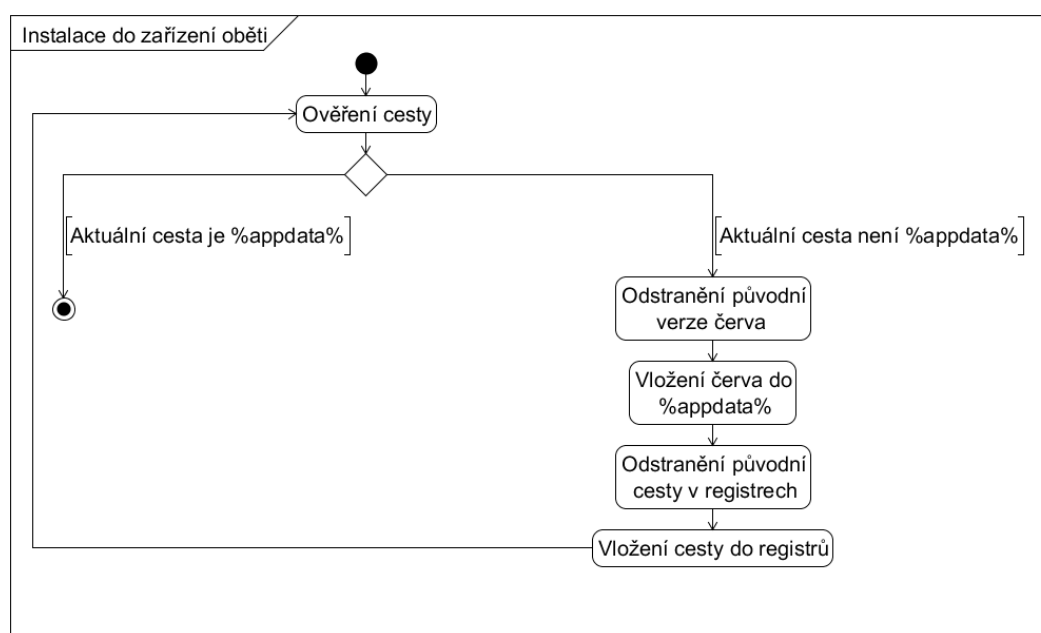 Instalace do zařízení oběti
Ověření cesty
Aktuální cesta je %appdata%
Aktuální cesta není %appdata%
Odstranění původní
verze červa
Vložení červa do
%appdata%
Odstranění původní
cesty v registrech
Vložení cesty do registrů